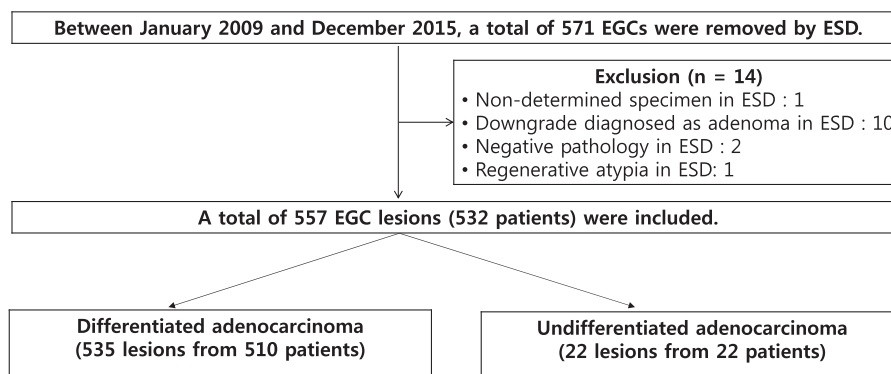 Between January 2009 and December 2015, a total of 571 EGCs were removed by ESD.
Exclusion (n = 14)
• Non-determined specimen in ESD : 1
• Downgrade diagnosed as adenoma in ESD : 10
• Negative pathology in ESD : 2
• Regenerative atypia in ESD: 1
A total of 557 EGC lesions (532 patients) were included.
Differentiated adenocarcinoma
(535 lesions from 510 patients)
Undifferentiated adenocarcinoma
(22 lesions from 22 patients)